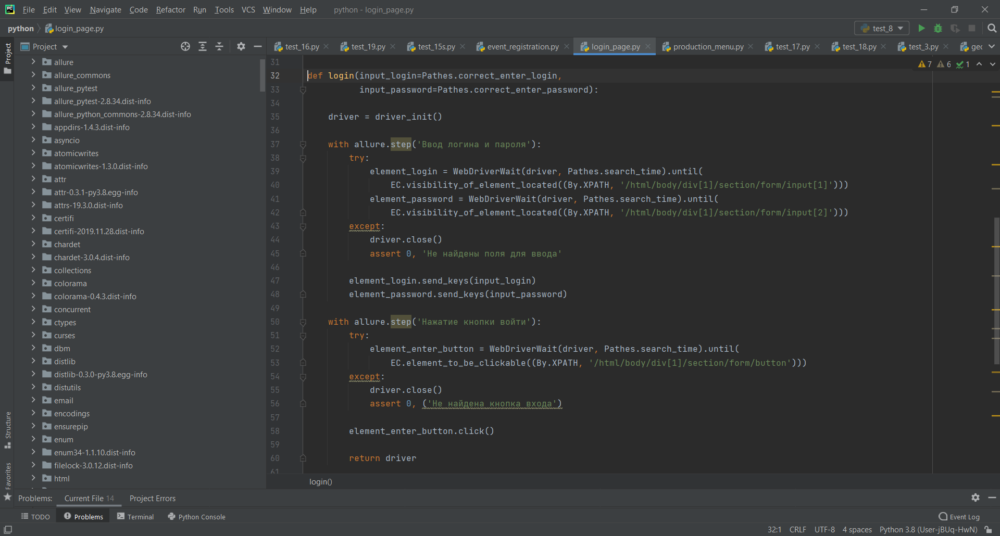 File Edit View Navigate Code Refactor Run Tools VCS Window Help python - login_page.py
python login_page.py test_8
Project
test_16.py test_19.py test_15s.py event_registration.py login_page.py production_menu.py test_17.py test_18.py test_3.py
7 6 1
Project
Structure
Favorites
allure
allure_commons
allure_pytest
allure_pytest-2.8.34.dist-info
allure_python_commons-2.8.34.dist-info
appdirs-1.4.3.dist-info
asyncio
atomicwrites
atomicwrites-1.3.0.dist-info
attr
attr-0.3.1-py3.8.egg-info
attrs-19.3.0.dist-info
certifi
certifi-2019.11.28.dist-info
chardet
chardet-3.0.4.dist-info
collections
colorama
colorama-0.4.3.dist-info
concurrent
ctypes
curses
dbm
distlib
distlib-0.3.0-py3.8.egg-info
distutils
email
encodings
ensurepip
enum
enum34-1.1.10.dist-info
filelock-3.0.12.dist-info
html
31
32 def login(input_login=Pathes.correct_enter_login,
33 input_password=Pathes.correct_enter_password):
34
35 driver = driver_init()
36
37 with allure.step('Ввод логина и пароля'):
38 try:
39 element_login = WebDriverWait(driver, Pathes.search_time).until(
40 EC.visibility_of_element_located((By.XPATH, '/html/body/div[1]/section/form/input[1]')))
41 element_password = WebDriverWait(driver, Pathes.search_time).until(
42 EC.visibility_of_element_located((By.XPATH, '/html/body/div[1]/section/form/input[2]')))
43 except:
44 driver.close()
45 assert 0, 'Не найдены поля для ввода'
46
47 element_login.send_keys(input_login)
48 element_password.send_keys(input_password)
49
50 with allure.step('Нажатие кнопки войти'):
51 try:
52 element_enter_button = WebDriverWait(driver, Pathes.search_time).until(
53 EC.element_to_be_clickable((By.XPATH, '/html/body/div[1]/section/form/button')))
54 except:
55 driver.close()
56 assert 0, ('Не найдена кнопка входа')
57
58 element_enter_button.click()
59
60 return driver
61
login()
Problems: Current File 14 Project Errors
TODO Problems Terminal Python Console Event Log
32:1 CRLF UTF-8 4 spaces Python 3.8 (User-jBUq-HwN)